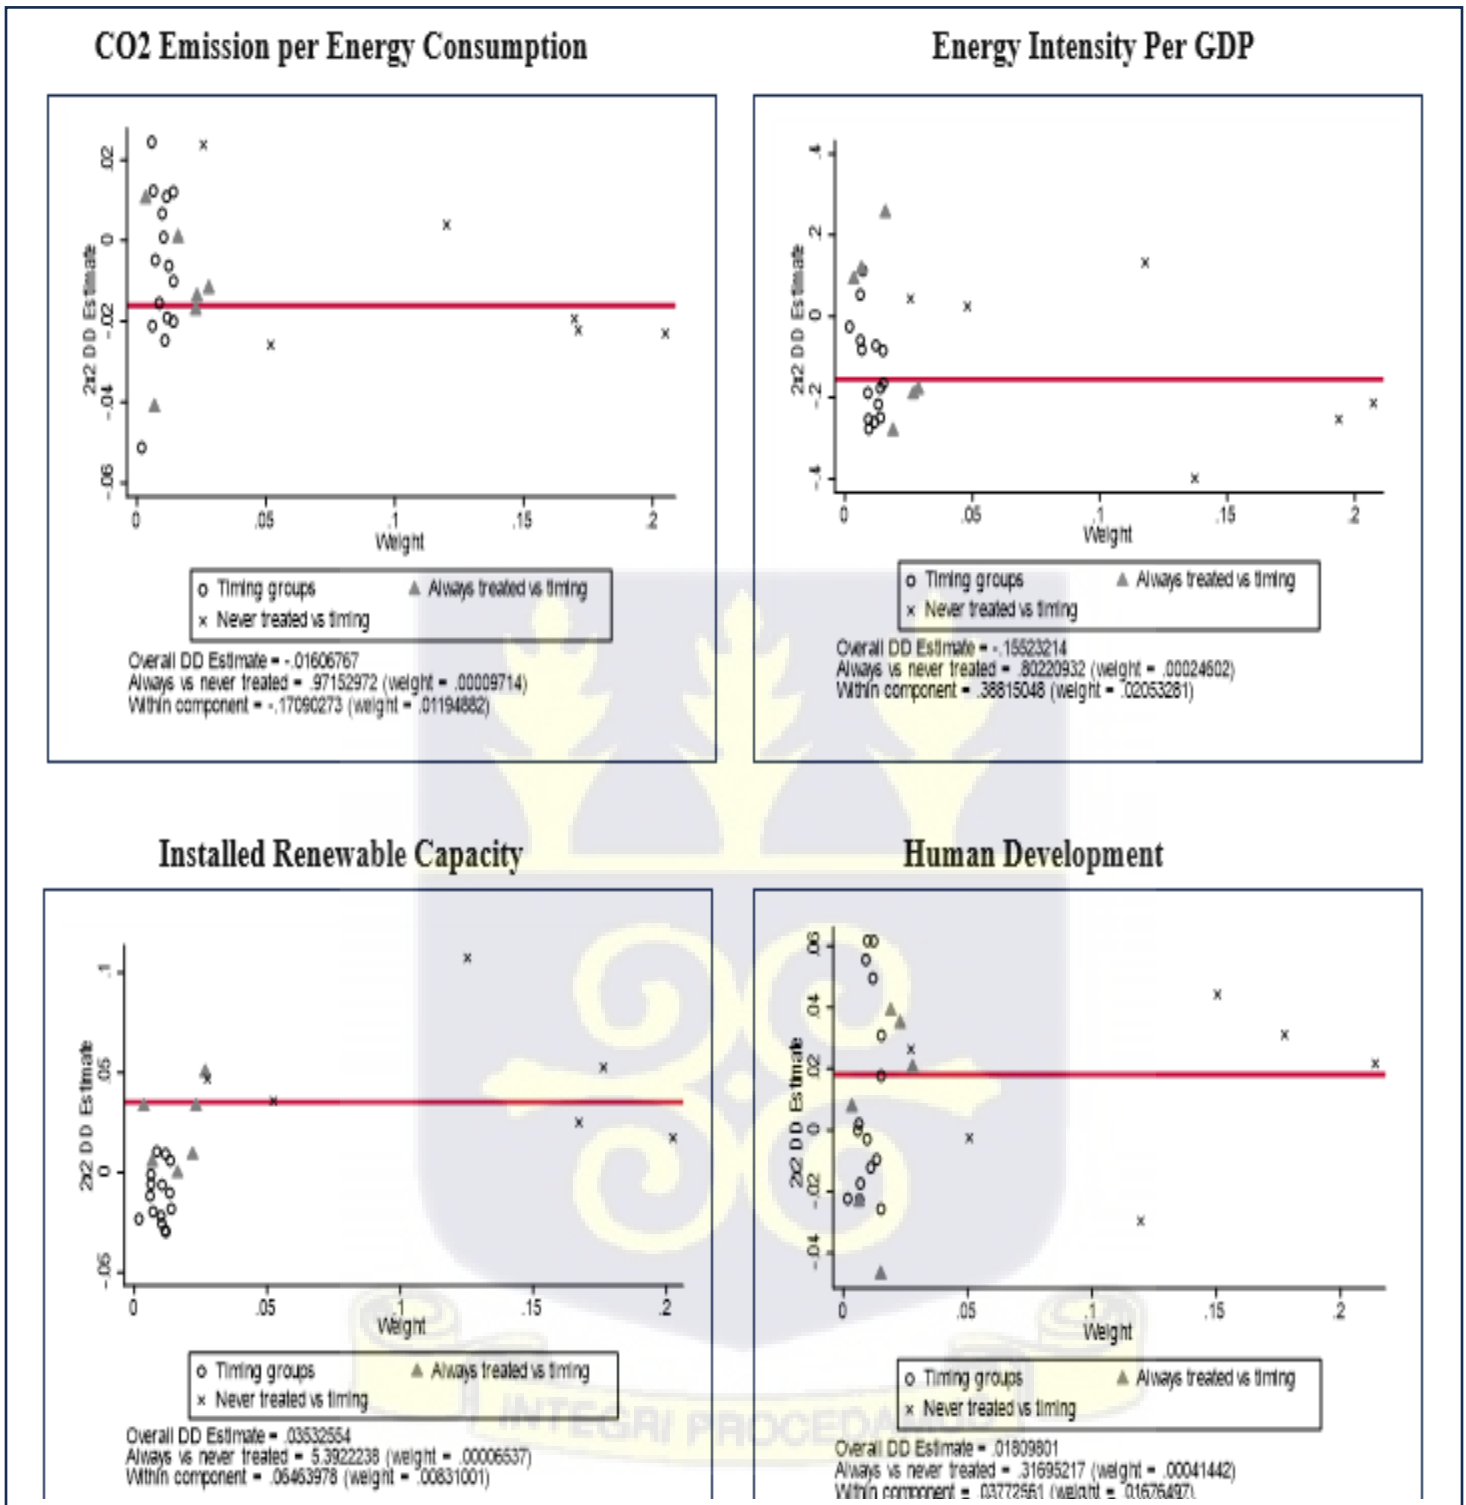 CO2 Emission per Energy Consumption
2x2 DD Estimate
.02
0
-.02
-.04
-.06
0 .05 .1 .15 .2
Weight
Timing groups Always treated vs timing
Never treated vs timing
Overall DD Estimate = -.01606767
Always vs never treated = .97152972 (weight = .00009714)
Within component = -.17090273 (weight = .01194882)
Energy Intensity Per GDP
2x2 DD Estimate
.4
.2
0
-.2
-.4
0 .05 .1 .15 .2
Weight
Timing groups Always treated vs timing
Never treated vs timing
Overall DD Estimate = -.15523214
Always vs never treated = .80220932 (weight = .00024602)
Within component = .38815048 (weight = .02053281)
Installed Renewable Capacity
2x2 DD Estimate
.1
.05
0
-.05
0 .05 .1 .15 .2
Weight
Timing groups Always treated vs timing
Never treated vs timing
Overall DD Estimate = .03532554
Always vs never treated = 5.3922238 (weight = .00006537)
Within component = .06463978 (weight = .00831001)
Human Development
2x2 DD Estimate
.06
.04
.02
0
-.02
-.04
0 .05 .1 .15 .2
Weight
Timing groups Always treated vs timing
Never treated vs timing
Overall DD Estimate = .01809801
Always vs never treated = .31695217 (weight = .00041442)
Within component = .03772561 (weight = .01676497)
INTEGRI PROCEDAMUS